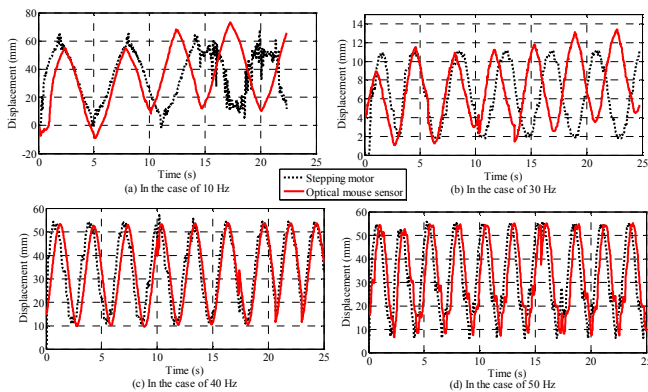 80
60
40
20
0
-20
Displacement (mm)
0 5 10 15 20 25
Time (s)
(a) In the case of 10 Hz
14
12
10
8
6
4
2
0
Displacement (mm)
0 5 10 15 20 25
Time (s)
(b) In the case of 30 Hz
Stepping motor
Optical mouse sensor
60
50
40
30
20
10
0
Displacement (mm)
0 5 10 15 20 25
Time (s)
(c) In the case of 40 Hz
60
50
40
30
20
10
0
Displacement (mm)
0 5 10 15 20 25
Time (s)
(d) In the case of 50 Hz